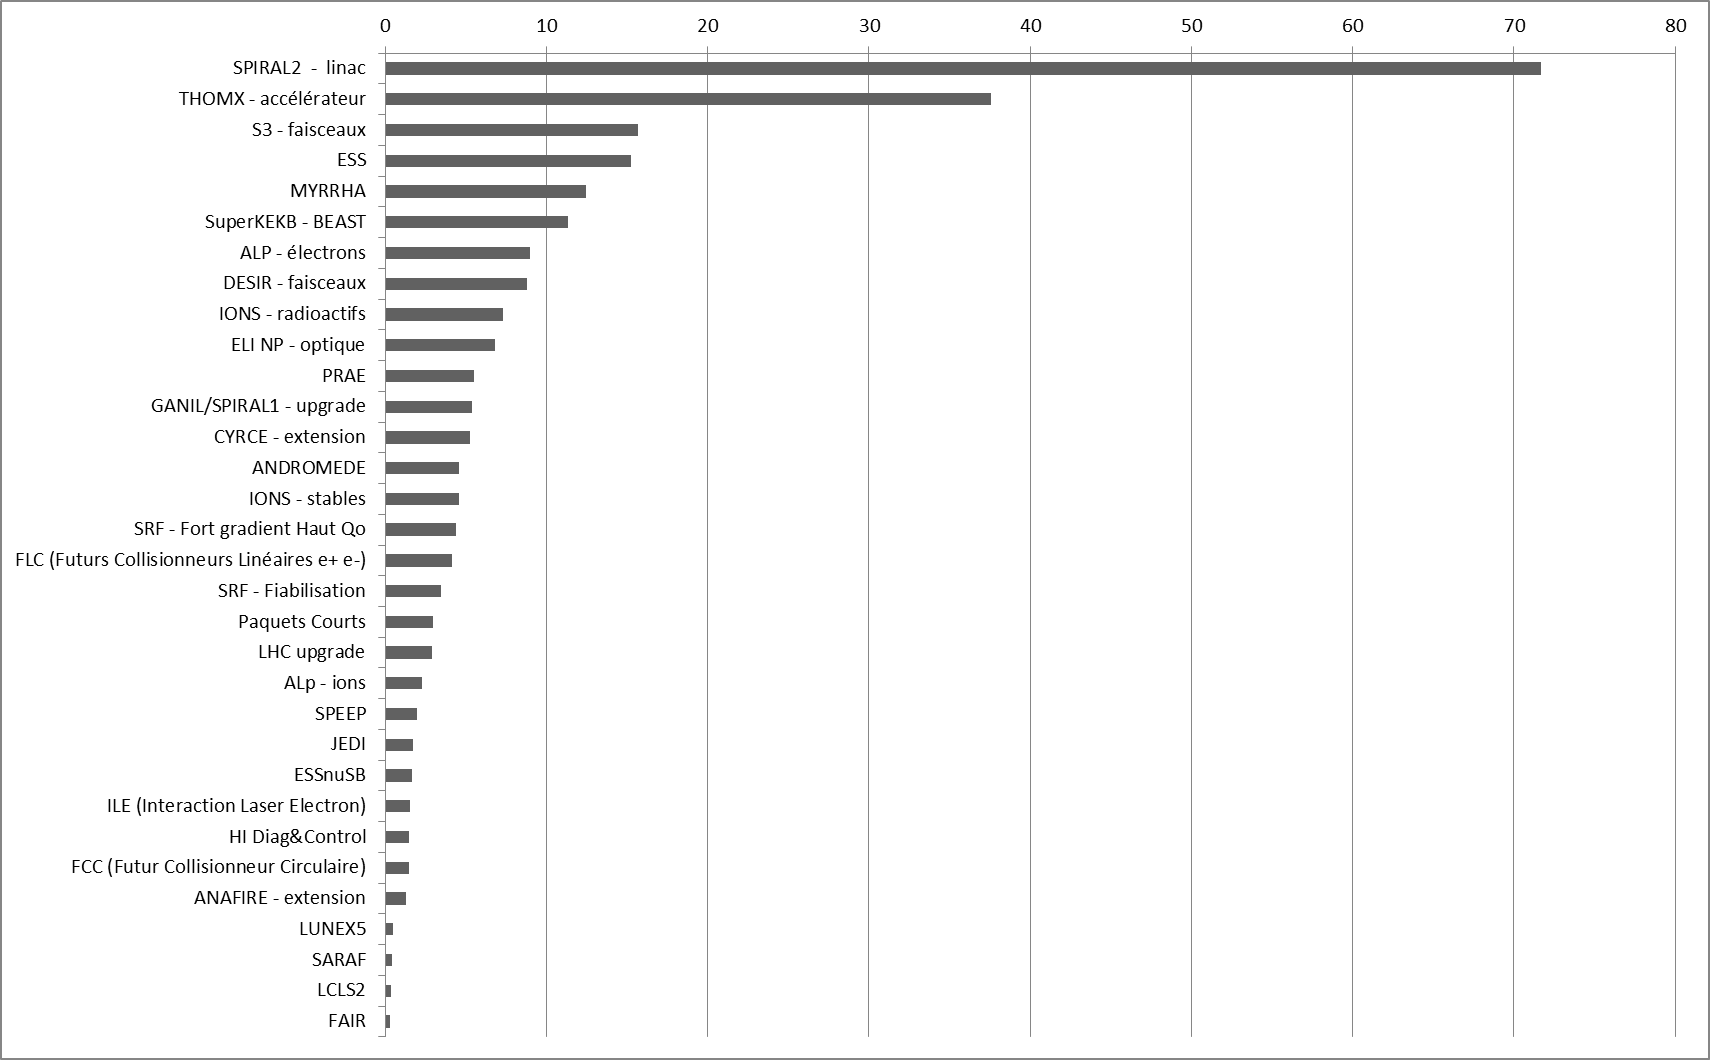 0 10 20 30 40 50 60 70 80
SPIRAL2 - linac
THOMX - accélérateur
S3 - faisceaux
ESS
MYRRHA
SuperKEKB - BEAST
ALP - électrons
DESIR - faisceaux
IONS - radioactifs
ELI NP - optique
PRAE
GANIL/SPIRAL1 - upgrade
CYRCE - extension
ANDROMEDE
IONS - stables
SRF - Fort gradient Haut Qo
FLC (Futurs Collisionneurs Linéaires e+ e-)
SRF - Fiabilisation
Paquets Courts
LHC upgrade
ALp - ions
SPEEP
JEDI
ESSnuSB
ILE (Interaction Laser Electron)
HI Diag&Control
FCC (Futur Collisionneur Circulaire)
ANAFIRE - extension
LUNEX5
SARAF
LCLS2
FAIR